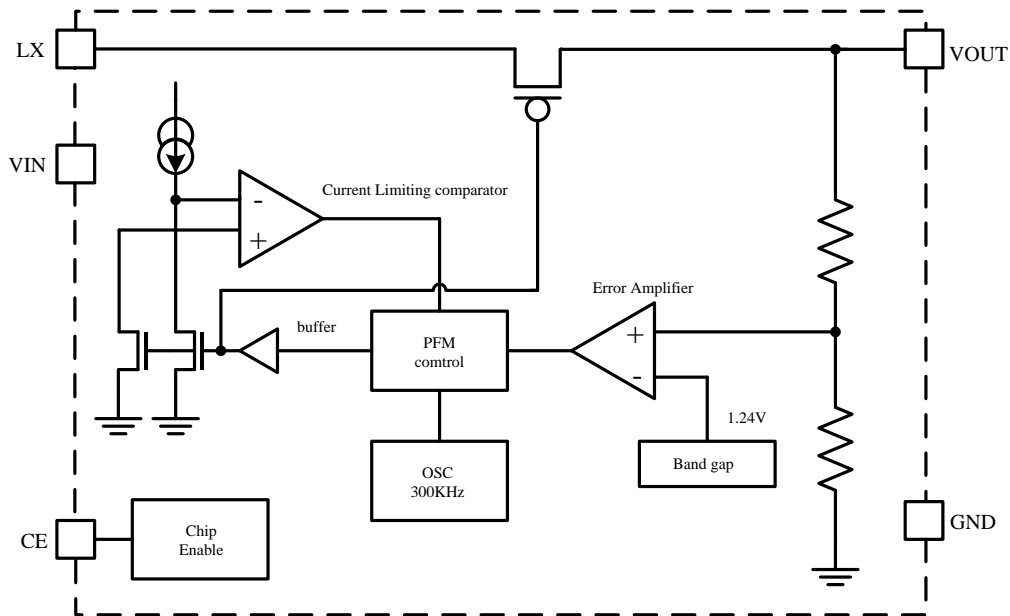 LX
VOUT
VIN
-
Current Limiting comparator
+
Error Amplifier
buffer
PFM
comtrol
+
-
1.24V
OSC
300KHz
Band gap
CE
Chip
Enable
GND